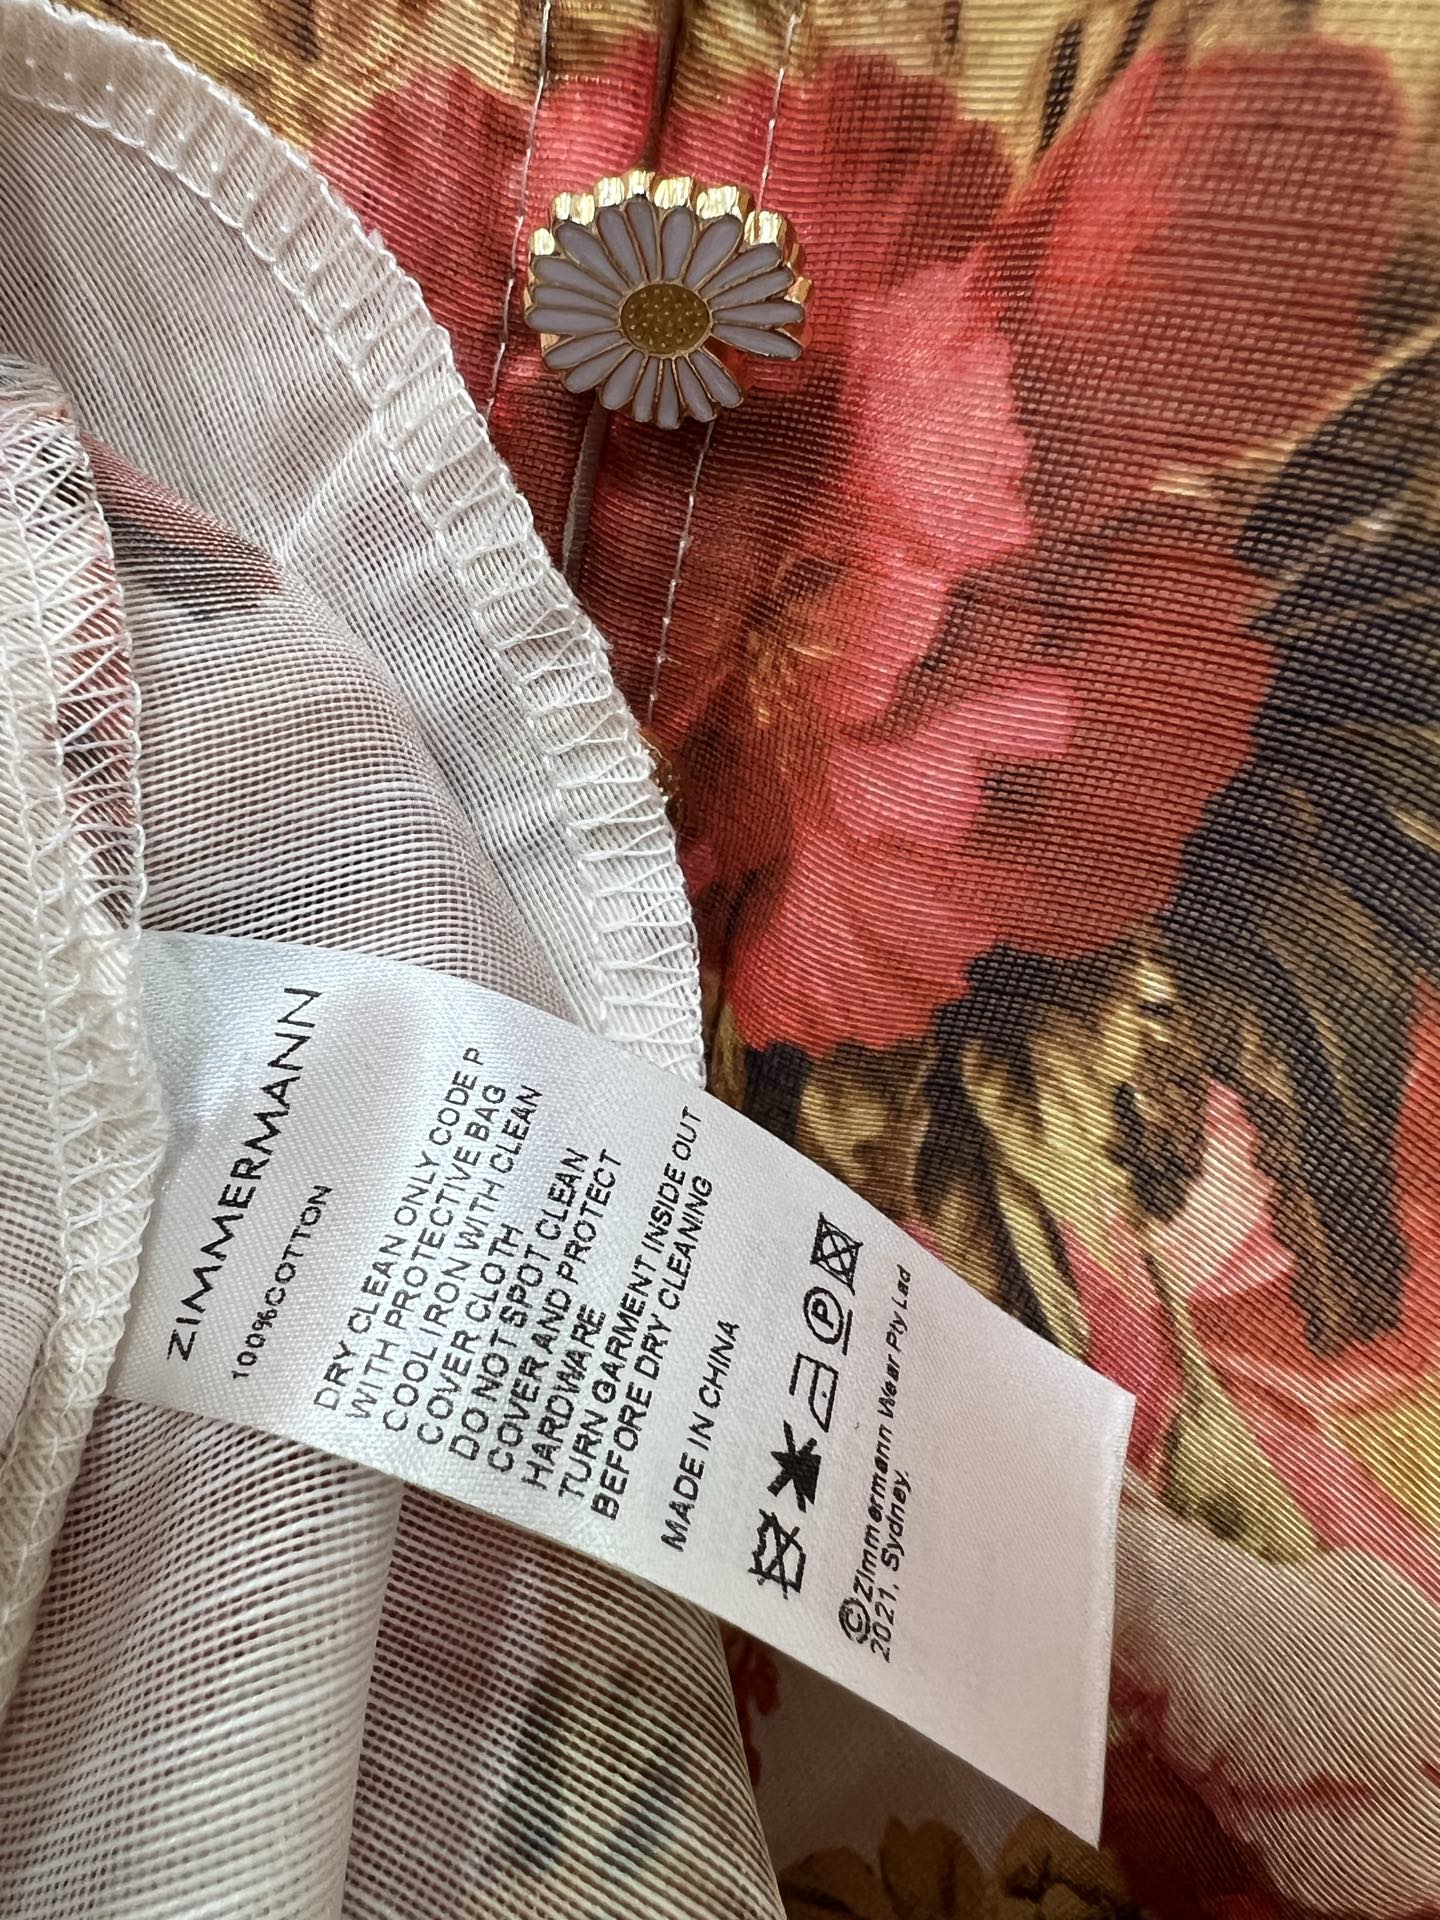 ZIMMERMANN
100%COTTON
DRY CLEAN ONLY CODE P
WITH PROTECTIVE BAG
COOL IRON WITH CLEAN
COVER CLOTH
DO NOT SPOT CLEAN
COVER AND PROTECT
HARDWARE
TURN GARMENT INSIDE OUT
BEFORE DRY CLEANING
MADE IN CHINA
P
©Zimmermann Wear Pty Lad
2021. Sydney.